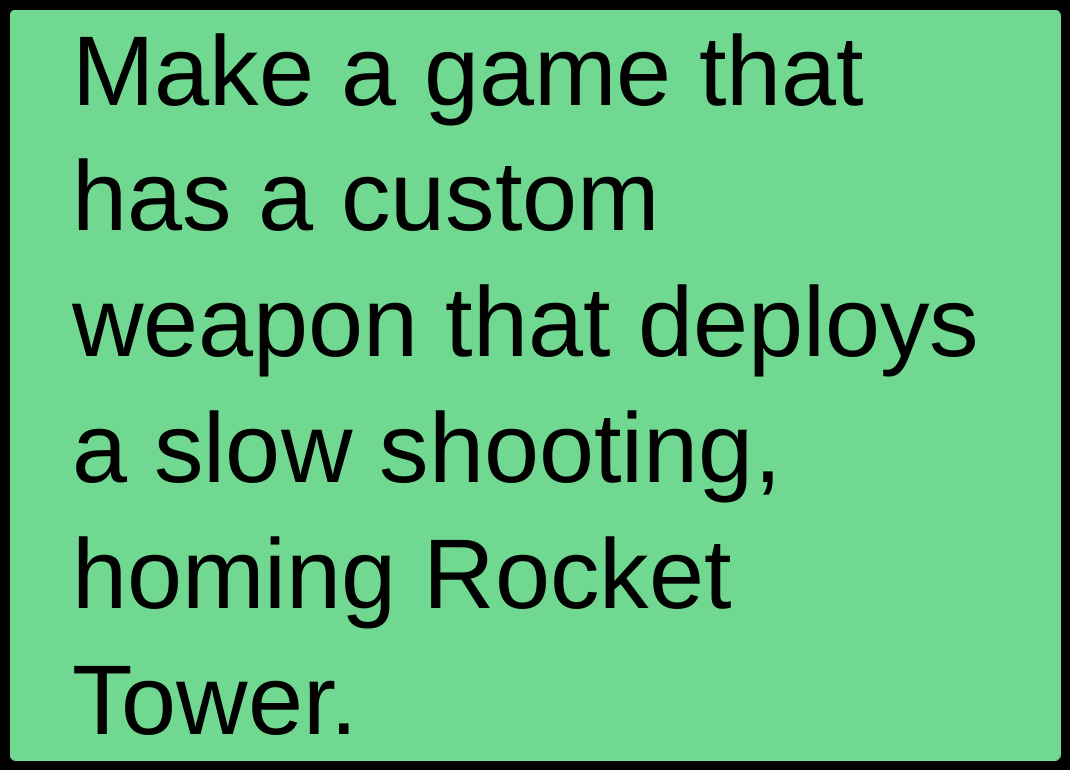 Make a game that
has a custom
weapon that deploys
a slow shooting,
homing Rocket
Tower.